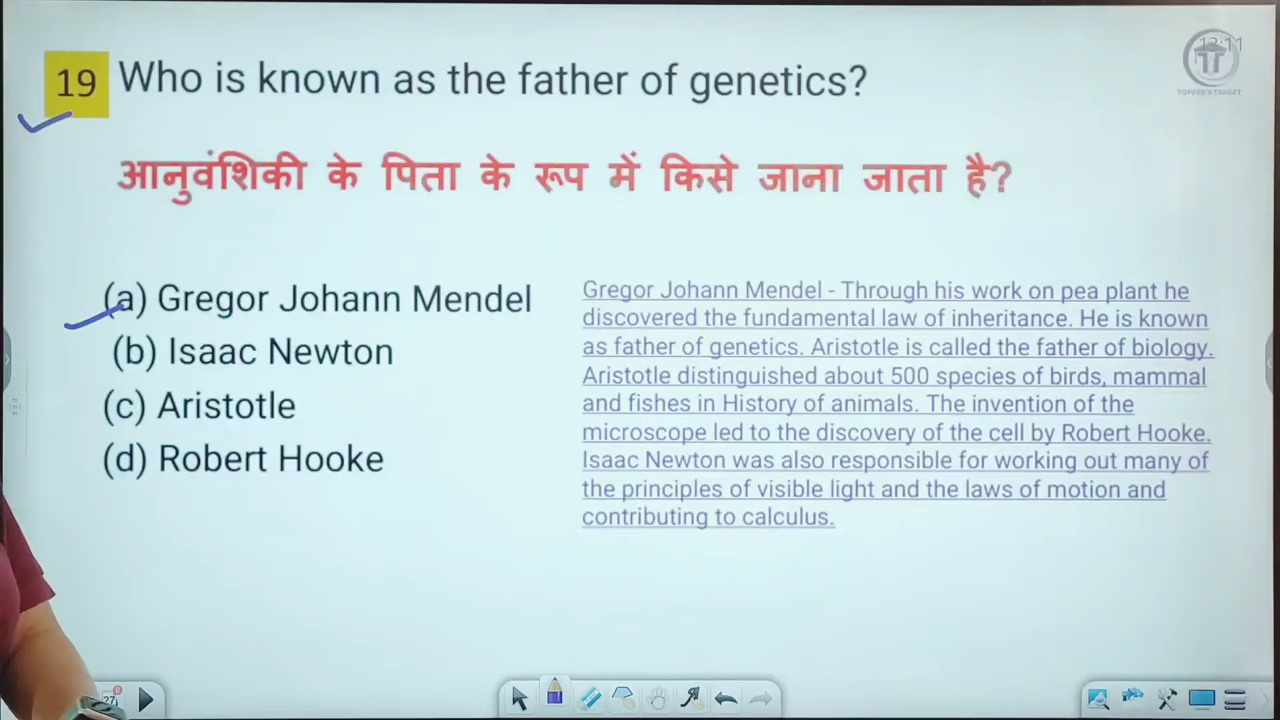 19 Who is known as the father of genetics?
आनुवंशिकी के पिता के रूप में किसे जाना जाता है?
(a) Gregor Johann Mendel
(b) Isaac Newton
(c) Aristotle
(d) Robert Hooke
Gregor Johann Mendel - Through his work on pea plant he
discovered the fundamental law of inheritance. He is known
as father of genetics. Aristotle is called the father of biology.
Aristotle distinguished about 500 species of birds, mammal
and fishes in History of animals. The invention of the
microscope led to the discovery of the cell by Robert Hooke.
Isaac Newton was also responsible for working out many of
the principles of visible light and the laws of motion and
contributing to calculus.
TOPPER'S TARGET